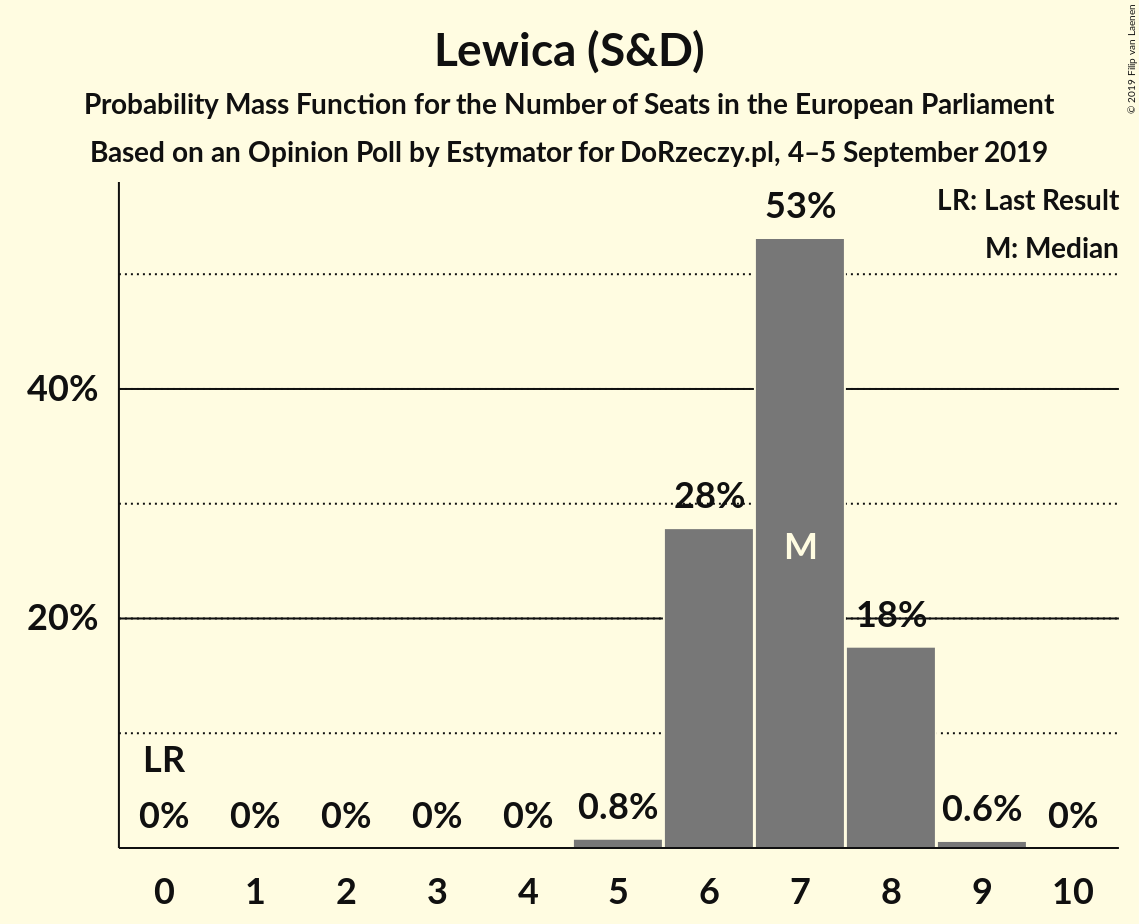 Lewica (S&D)
Probability Mass Function for the Number of Seats in the European Parliament
Based on an Opinion Poll by Estymator for DoRzeczy.pl, 4–5 September 2019
© 2019 Filip van Laenen
LR: Last Result
M: Median
53%
40%
28%
M
20%
18%
LR
0% 0% 0% 0% 0% 0.8% 0.6% 0%
0 1 2 3 4 5 6 7 8 9 10